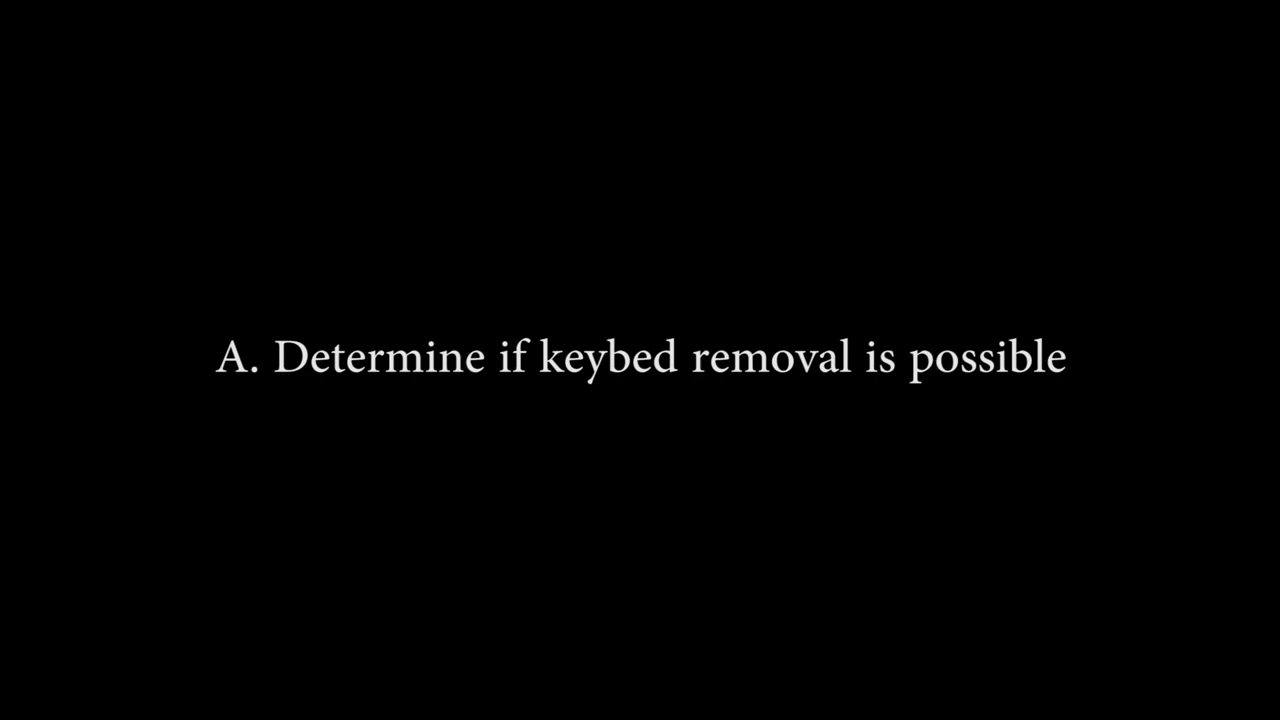 A. Determine if keybed removal is possible